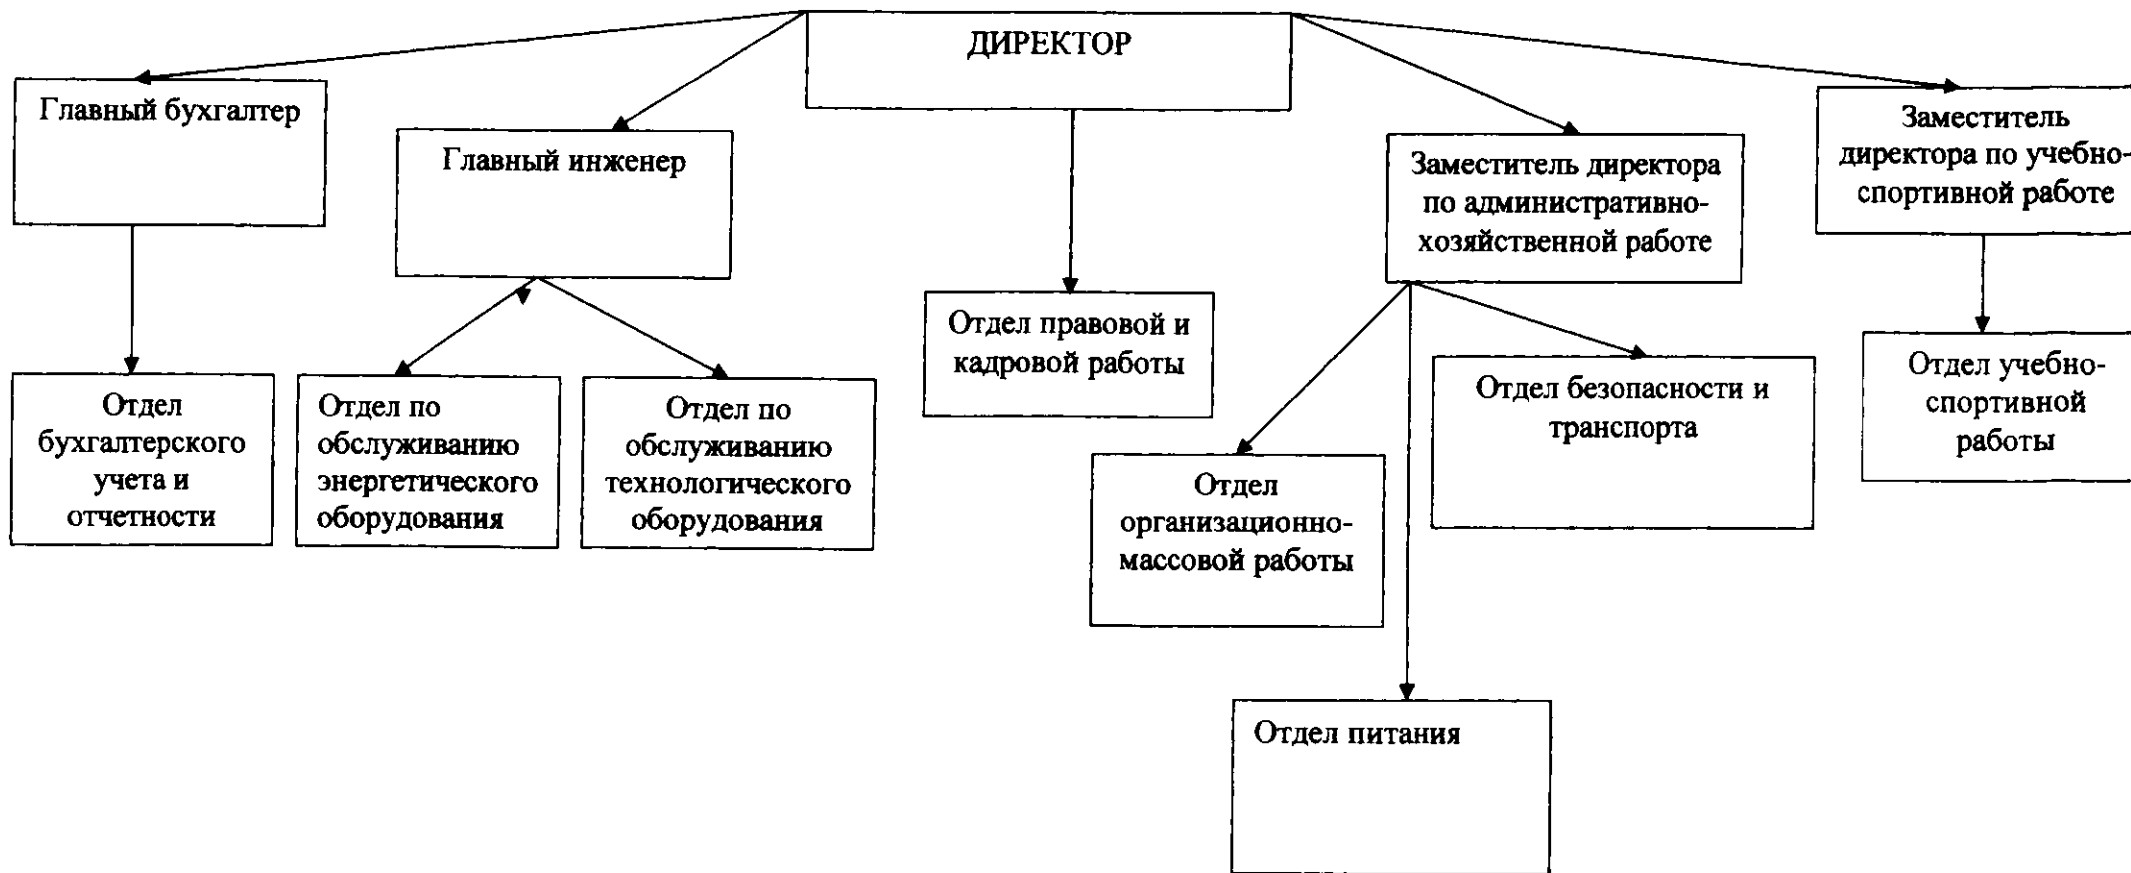 ДИРЕКТОР
Главный бухгалтер
Главный инженер
Заместитель директора
по административно-
хозяйственной работе
Заместитель
директора по учебно-
спортивной работе
Отдел правовой и
кадровой работы
Отдел
бухгалтерского
учета и
отчетности
Отдел по
обслуживанию
энергетического
оборудования
Отдел по
обслуживанию
технологического
оборудования
Отдел
организационно-
массовой работы
Отдел безопасности и
транспорта
Отдел учебно-
спортивной
работы
Отдел питания